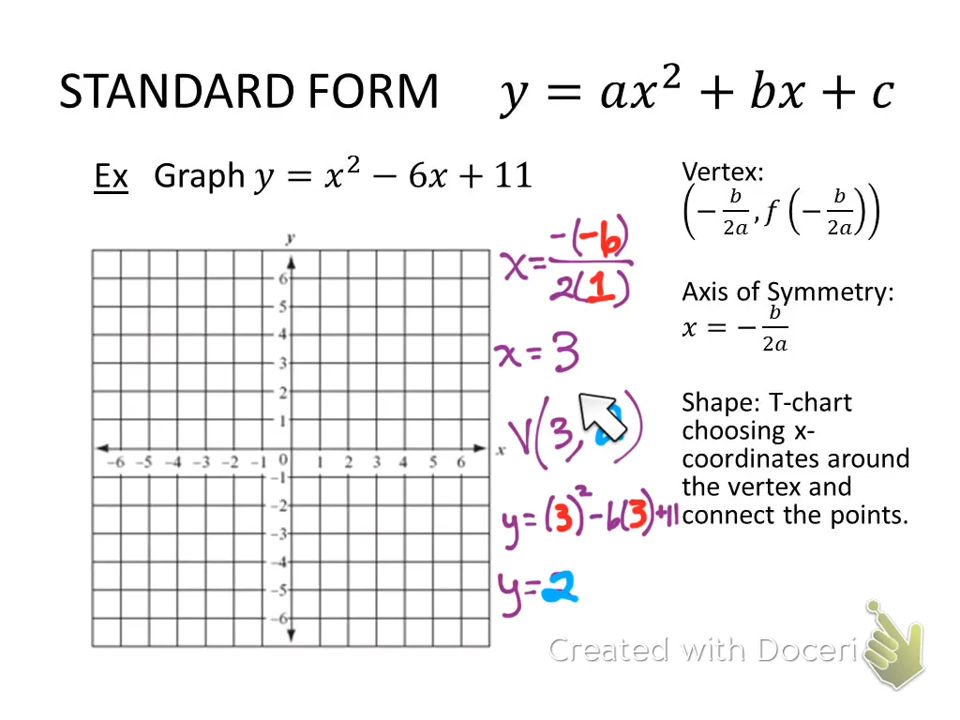 STANDARD FORM y = ax² + bx + c
Ex Graph y = x² − 6x + 11
Vertex:
(−b/2a, f(−b/2a))
Axis of Symmetry:
x = −b/2a
Shape: T-chart
choosing x-
coordinates around
the vertex and
connect the points.
x = -(-6)/2(1)
x = 3
V(3,
y = (3)² - 6(3) + 11
y = 2
y
6
5
4
3
2
1
-6 -5 -4 -3 -2 -1 0 1 2 3 4 5 6 x
-1
-2
-3
-4
-5
-6
Created with Doceri